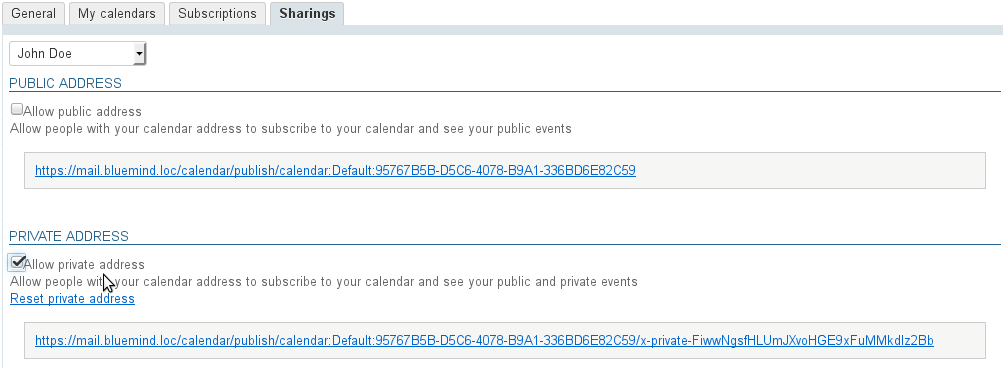 General My calendars Subscriptions Sharings
John Doe
PUBLIC ADDRESS
Allow public address
Allow people with your calendar address to subscribe to your calendar and see your public events
https://mail.bluemind.loc/calendar/publish/calendar:Default:95767B5B-D5C6-4078-B9A1-336BD6E82C59
PRIVATE ADDRESS
Allow private address
Allow people with your calendar address to subscribe to your calendar and see your public and private events
Reset private address
https://mail.bluemind.loc/calendar/publish/calendar:Default:95767B5B-D5C6-4078-B9A1-336BD6E82C59/x-private-FiwwNgsfHLUmJXvoHGE9xFuMMkdIz2Bb